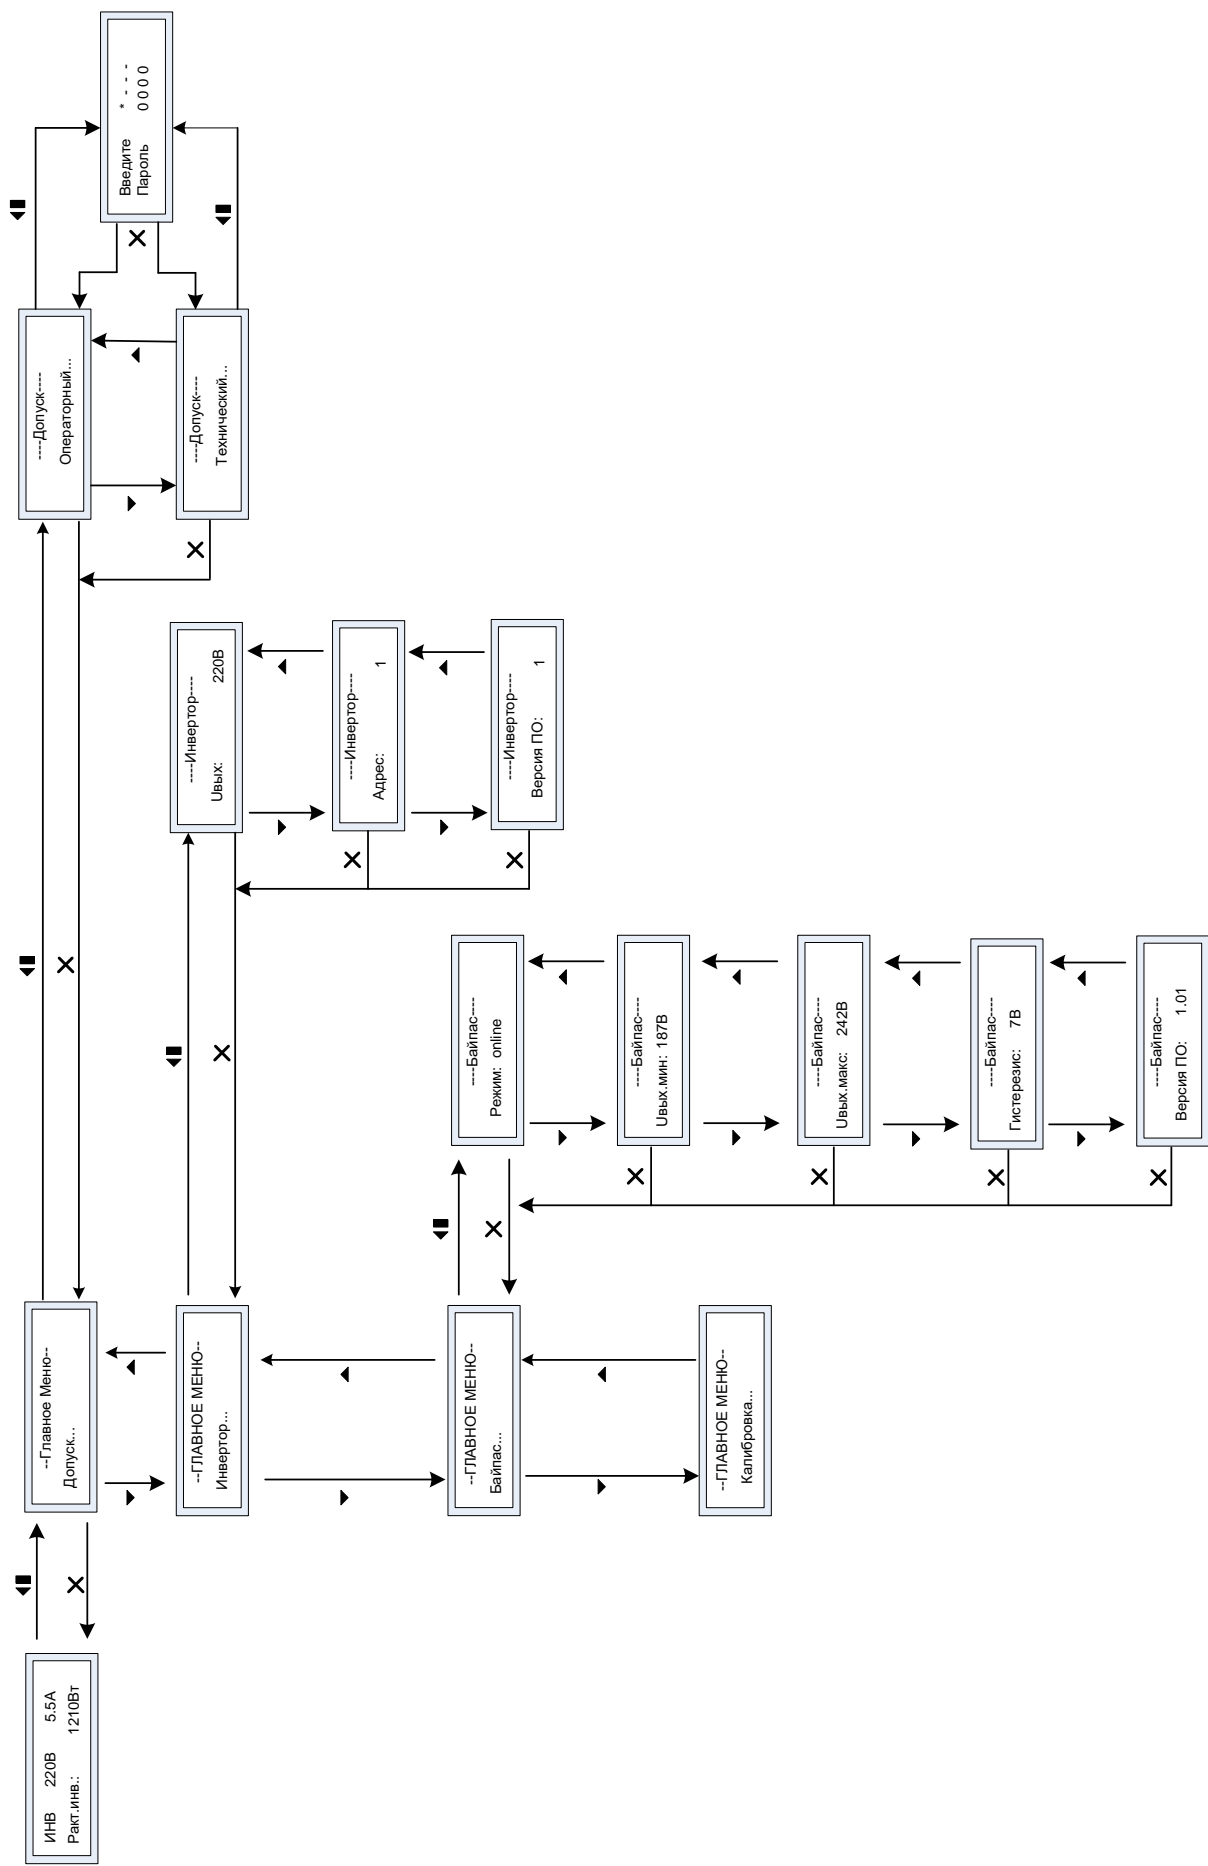 ИНВ 220В 5.5А
Ракт.инв.: 1210Вт
--Главное Меню--
Допуск...
--ГЛАВНОЕ МЕНЮ--
Инвертор...
--ГЛАВНОЕ МЕНЮ--
Байпас...
--ГЛАВНОЕ МЕНЮ--
Калибровка...
----Байпас----
Режим: online
----Байпас----
Uвых.мин: 187В
----Байпас----
Uвых.макс: 242В
----Байпас----
Гистерезис: 7В
----Байпас----
Версия ПО: 1.01
----Инвертор----
Uвых: 220В
----Инвертор----
Адрес: 1
----Инвертор----
Версия ПО: 1
----Допуск----
Операторный...
----Допуск----
Технический...
Введите * - - -
Пароль 0 0 0 0